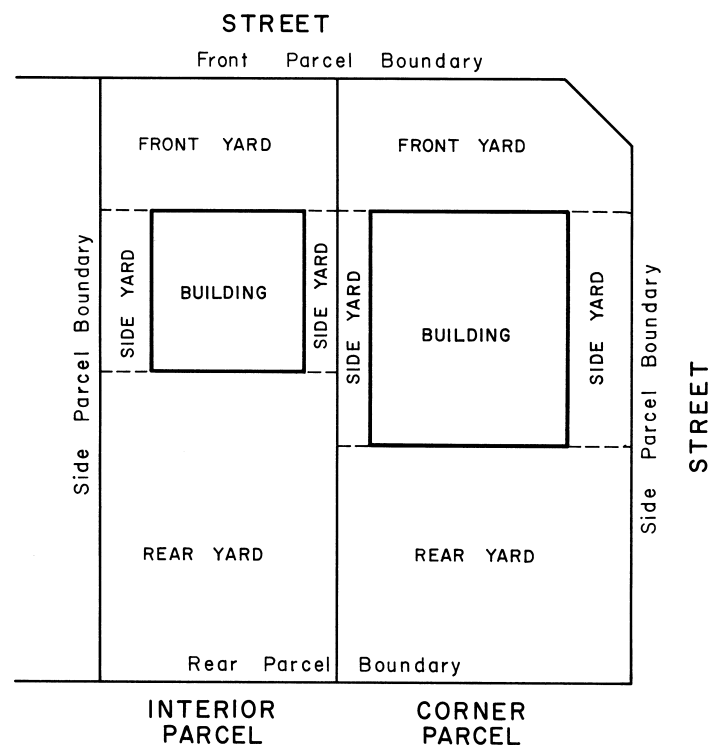 STREET
Front Parcel Boundary
FRONT YARD
FRONT YARD
Side Parcel Boundary
SIDE YARD
BUILDING
SIDE YARD
SIDE YARD
BUILDING
SIDE YARD
Side Parcel Boundary
STREET
REAR YARD
REAR YARD
Rear Parcel Boundary
INTERIOR
PARCEL
CORNER
PARCEL